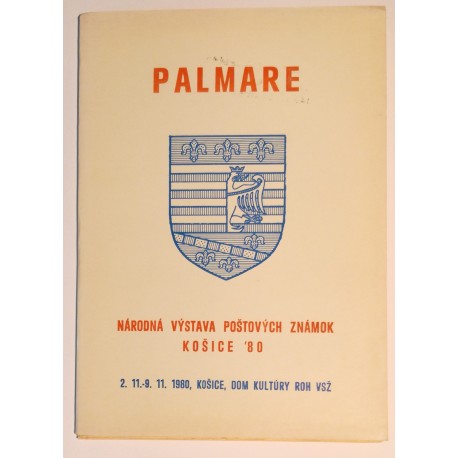 PALMARE
NÁRODNÁ VÝSTAVA POŠTOVÝCH ZNÁMOK
KOŠICE '80
2. 11.-9. 11. 1980, KOŠICE, DOM KULTÚRY ROH VSŽ